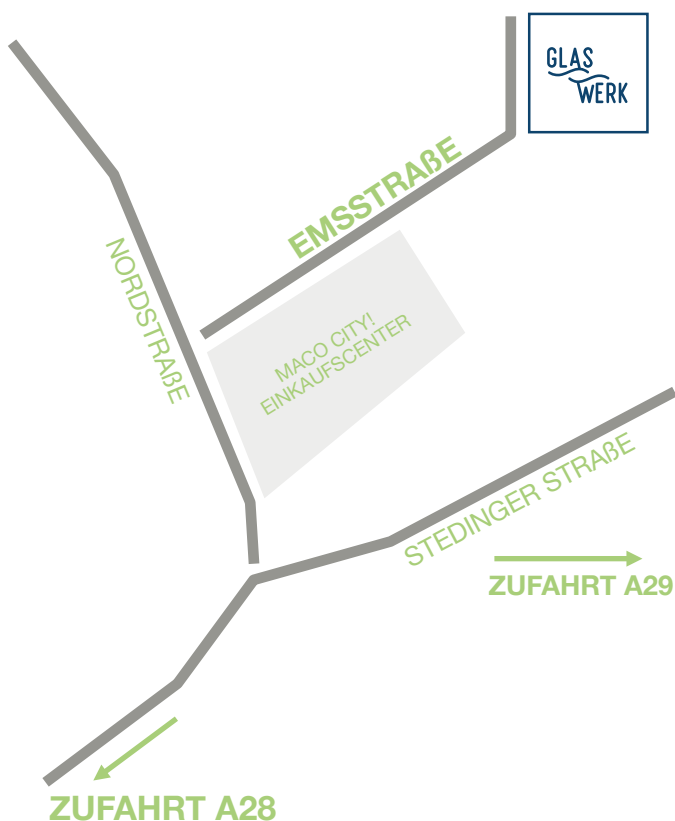 GLAS
WERK
EMSSTRAßE
NORDSTRAßE
MACO CITY!
EINKAUFSCENTER
STEDINGER STRAßE
ZUFAHRT A29
ZUFAHRT A28